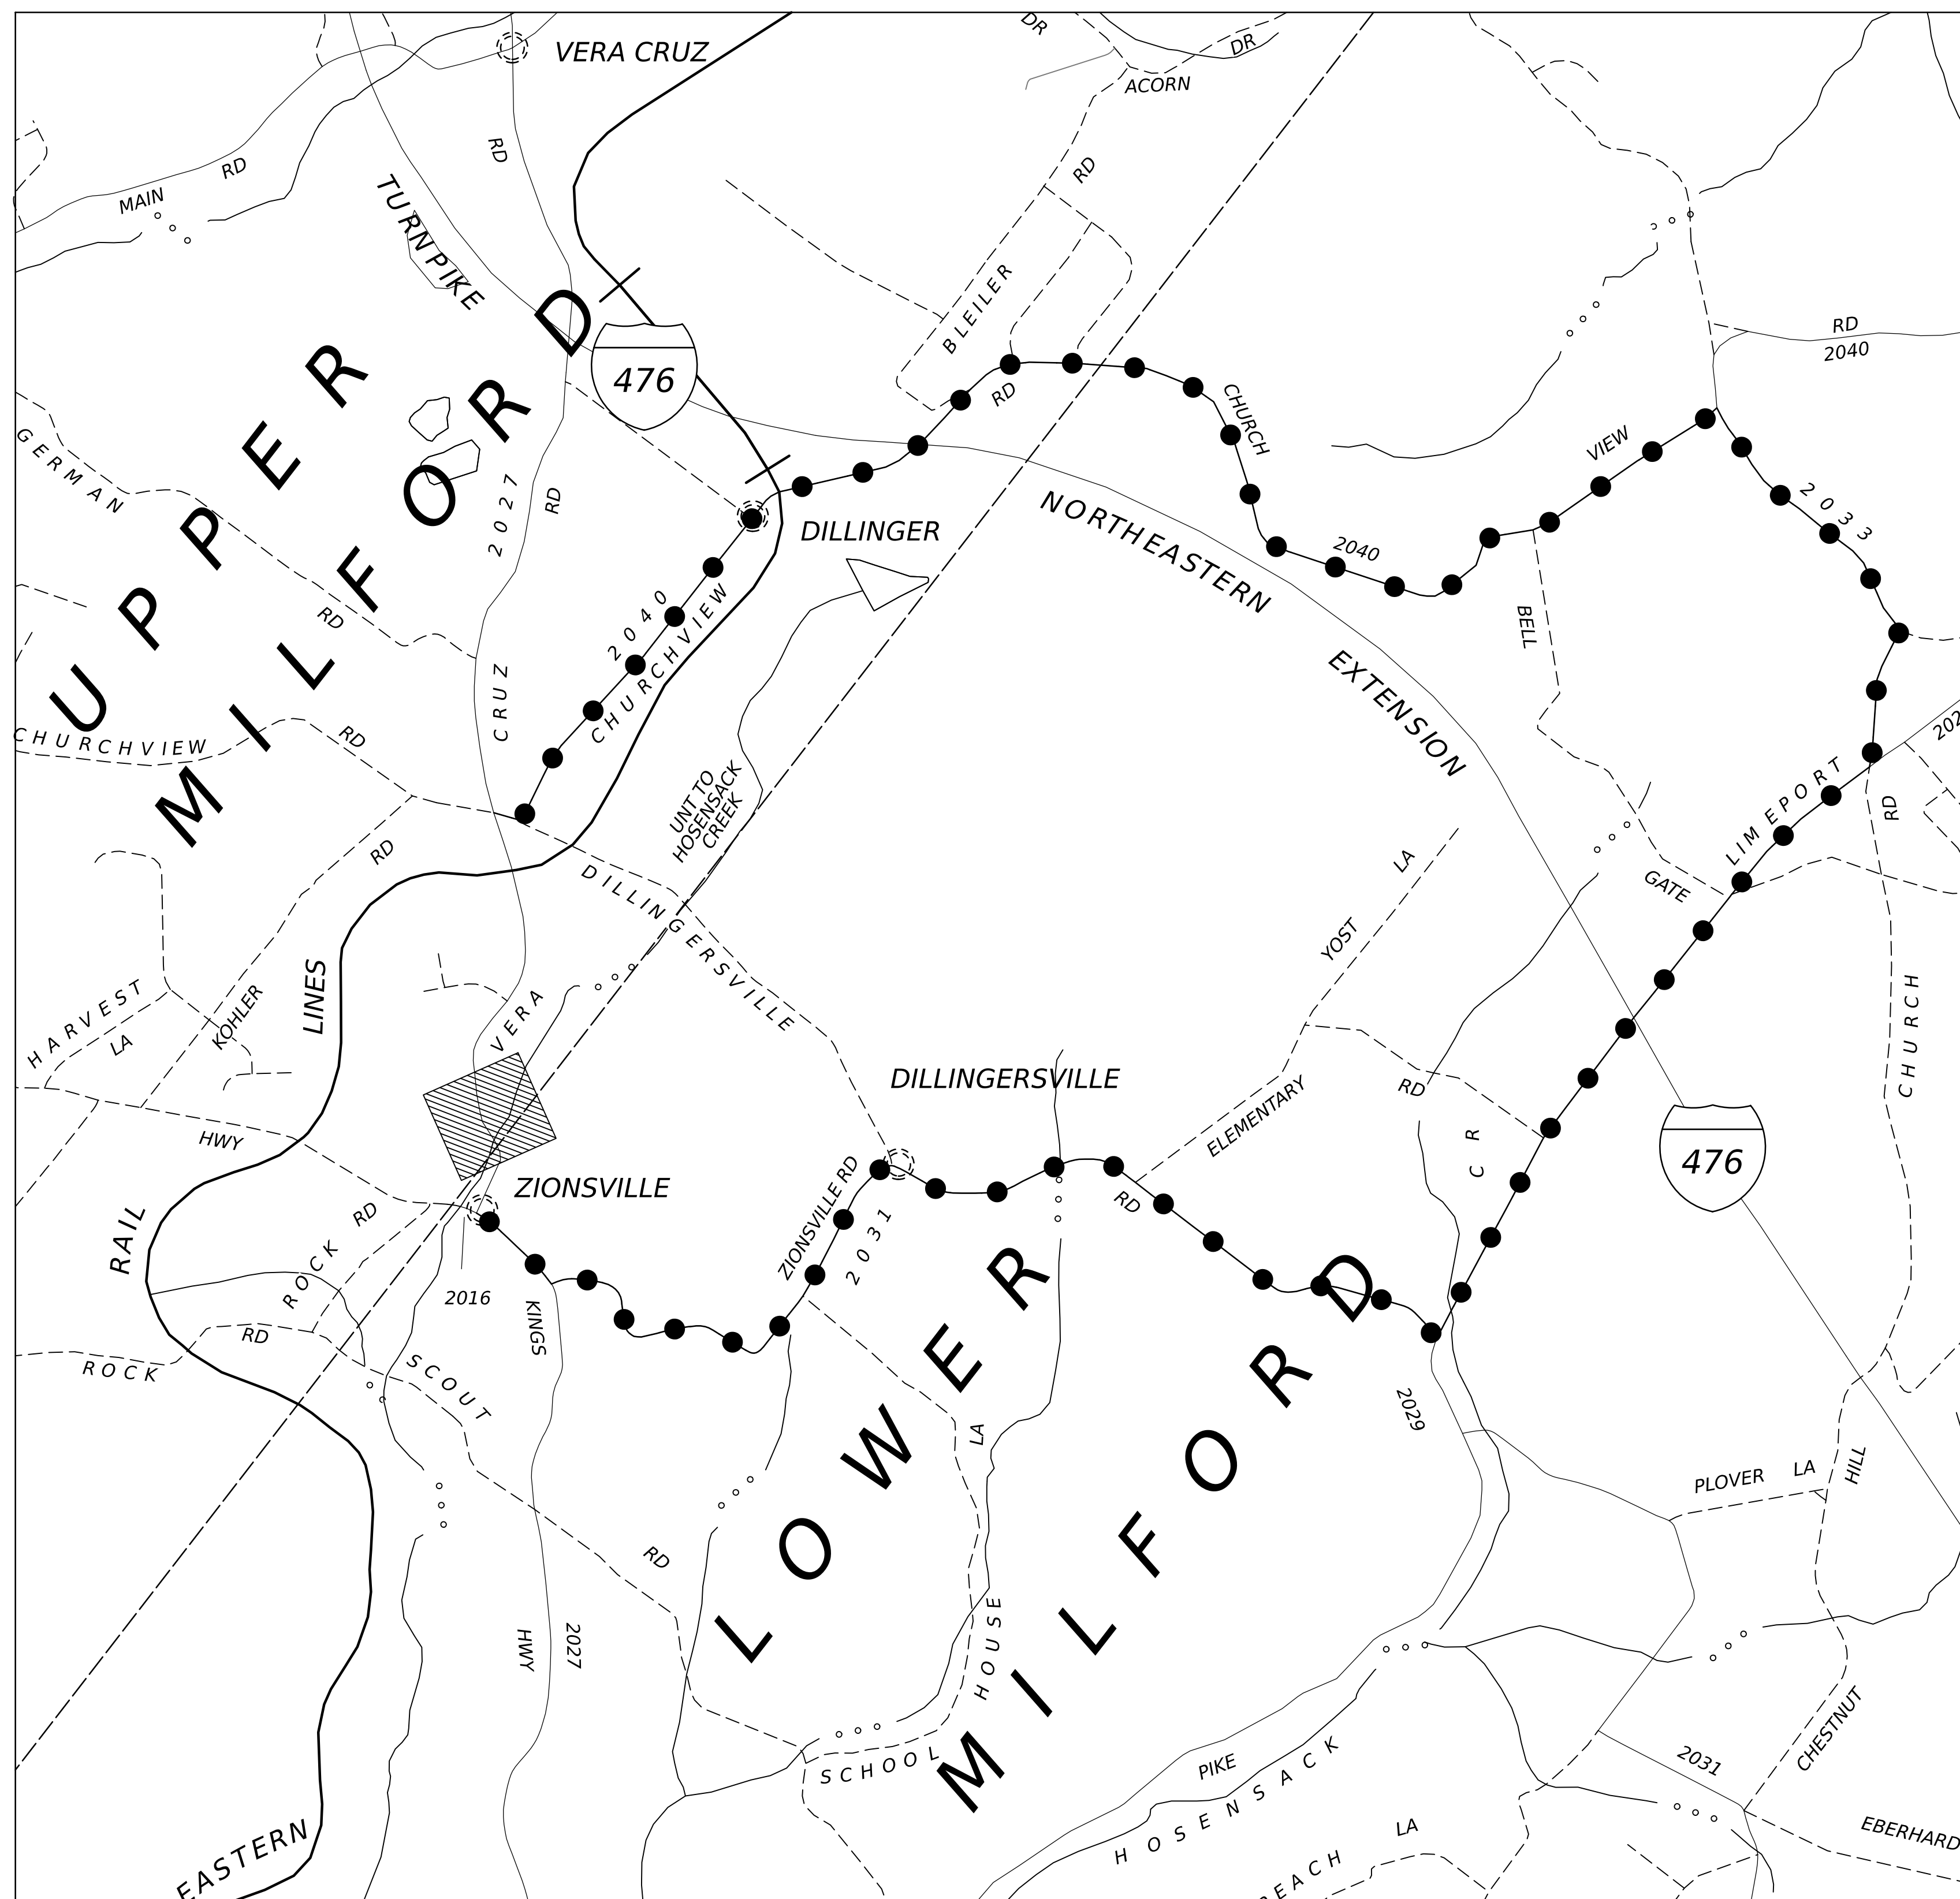 DR
DR
VERA CRUZ
ACORN
RD
RD
RD
MAIN
TURNPIKE
BLEILER
UPPER
MILFORD
476
RD
2040
RD
CHURCH
VIEW
GERMAN
2027
RD
2033
NORTHEASTERN
DILLINGER
2040
2040
CHURCHVIEW
RD
BELL
EXTENSION
CRUZ
CHURCHVIEW
RD
202
UNT TO
HOSENSACK
CREEK
LIMEPORT
RD
RD
LA
DILLINGERSVILLE
GATE
YOST
LINES
HARVEST
LA
KOHLER
VERA
CHURCH
DILLINGERSVILLE
RD
ELEMENTARY
HWY
CR
476
ZIONSVILLE
ZIONSVILLE RD
2031
RD
RD
RAIL
ROCK
2016
KINGS
RD
ROCK
SCOUT
LOWER
MILFORD
2029
LA
PLOVER LA
HILL
RD
HOUSE
HWY
2027
SCHOOL
PIKE
HOSENSACK
CHESTNUT
2031
LA
EBERHARD
EASTERN
EACH